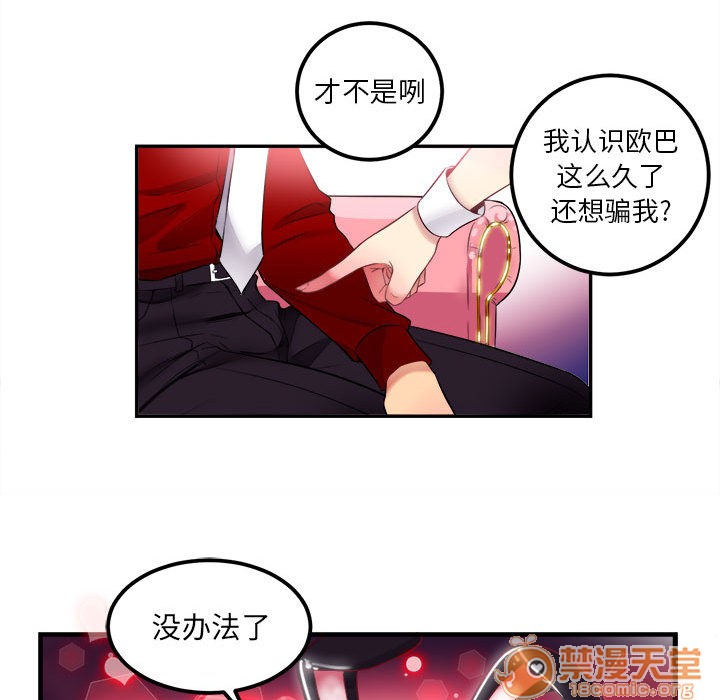 才不是咧
我认识欧巴
这么久了
还想骗我?
没办法了
禁漫天堂
18comic.org